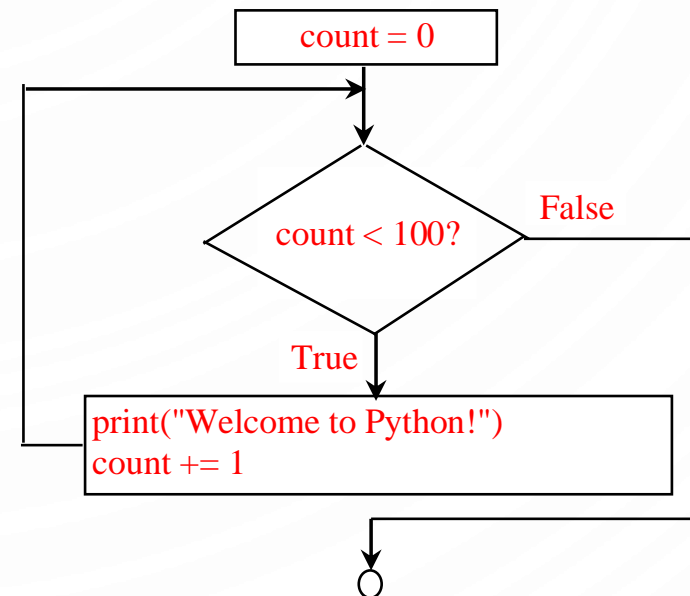 count = 0
count < 100?
False
True
print("Welcome to Python!")
count += 1